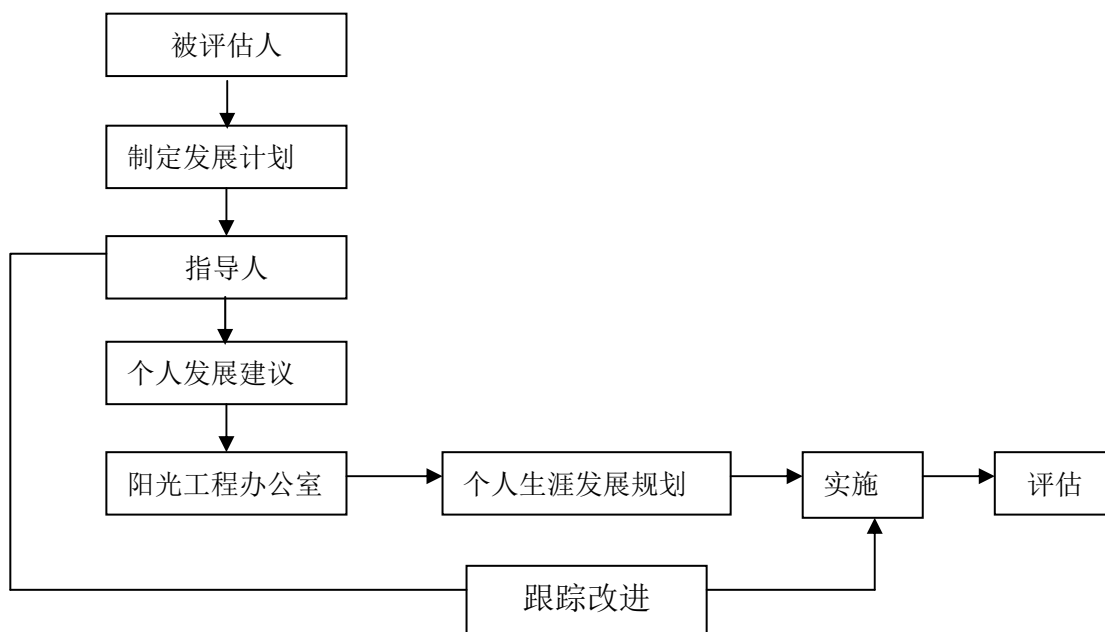 被评估人
制定发展计划
指导人
个人发展建议
阳光工程办公室
个人生涯发展规划
实施
评估
跟踪改进